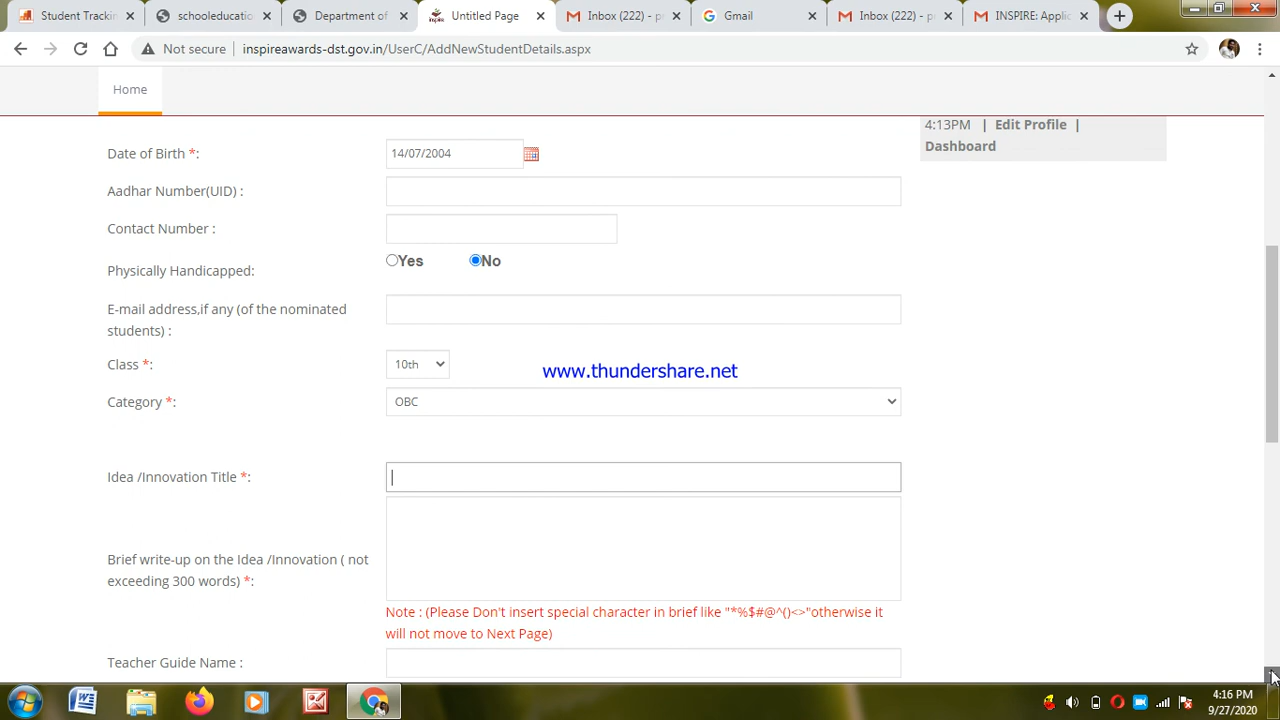 Student Trackin
schooleducatio
Department of
Untitled Page
Inbox (222) - p
Gmail
Inbox (222) - p
INSPIRE: Applic
Not secure
inspireawards-dst.gov.in/UserC/AddNewStudentDetails.aspx
Home
4:13PM | Edit Profile |
Dashboard
Date of Birth *:
14/07/2004
Aadhar Number(UID) :
Contact Number :
Physically Handicapped:
Yes
No
E-mail address,if any (of the nominated
students) :
Class *:
10th
www.thundershare.net
Category *:
OBC
Idea /Innovation Title *:
Brief write-up on the Idea /Innovation ( not
exceeding 300 words) *:
Note : (Please Don't insert special character in brief like "*%$#@^()<>"otherwise it
will not move to Next Page)
Teacher Guide Name :
4:16 PM
9/27/2020